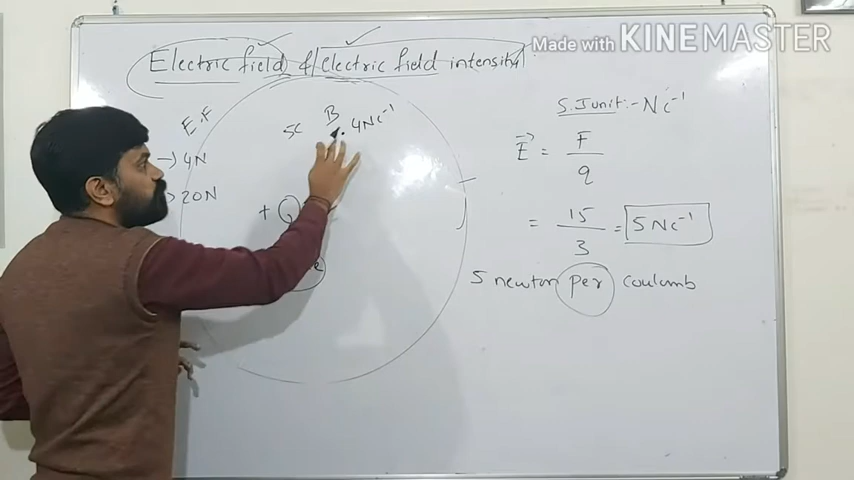 Made with KINEMASTER
Electric field & electric field intensity
E.F
→ 4N
→ 20N
5C
B
4Nc⁻¹
+ Q
S.I unit:- Nc⁻¹
E⃗ = F / q
= 15 / 3 = 5 Nc⁻¹
5 newton per coulomb